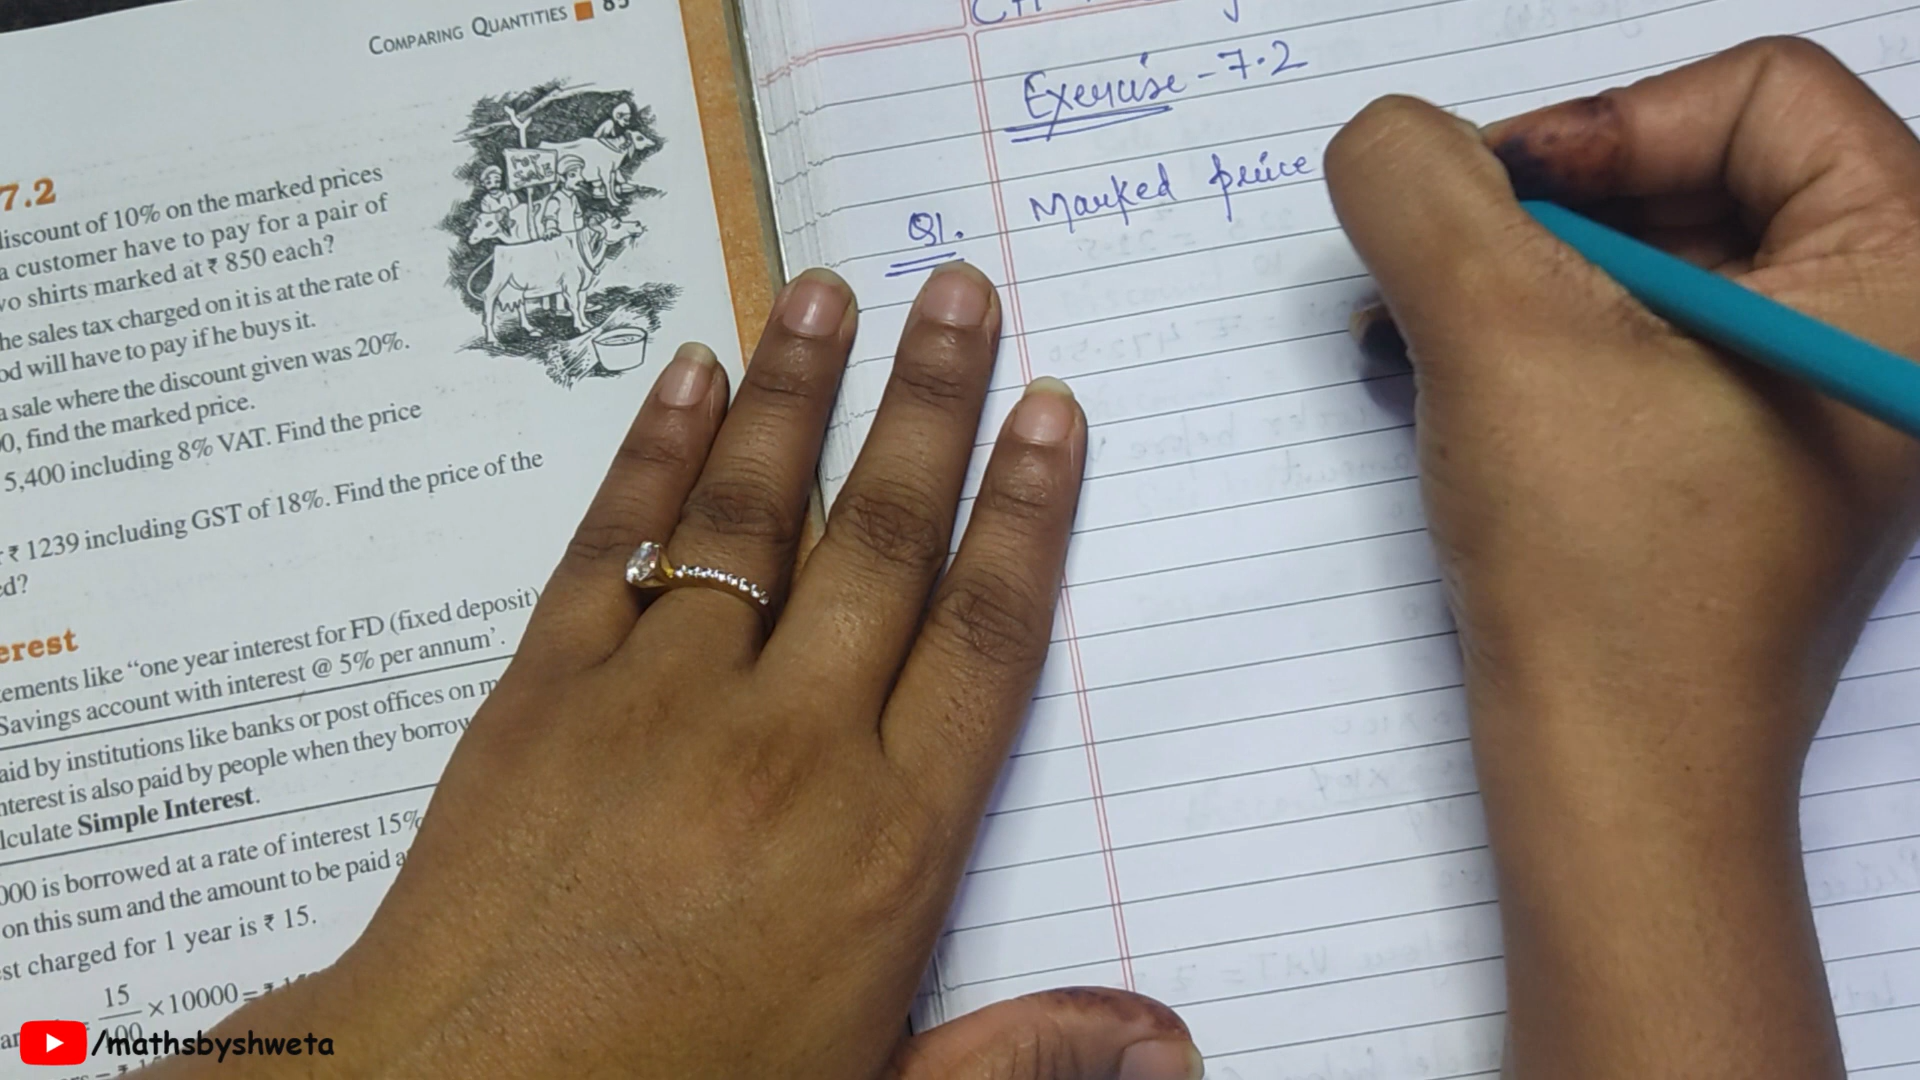 COMPARING QUANTITIES 85
7.2
discount of 10% on the marked prices
a customer have to pay for a pair of
shirts marked at ₹ 850 each?
he sales tax charged on it is at the rate of
will have to pay if he buys it.
a sale where the discount given was 20%.
0, find the marked price.
5,400 including 8% VAT. Find the price
₹ 1239 including GST of 18%. Find the price of the
ed?
erest
ements like “one year interest for FD (fixed deposit)
Savings account with interest @ 5% per annum’.
aid by institutions like banks or post offices on
nterest is also paid by people when they borrow
lculate Simple Interest.
000 is borrowed at a rate of interest 15%
on this sum and the amount to be paid
st charged for 1 year is ₹ 15.
15
×10000 = ₹
100
/mathsbyshweta
FOR
SALE
Exercise - 7.2
Q1. Marked price